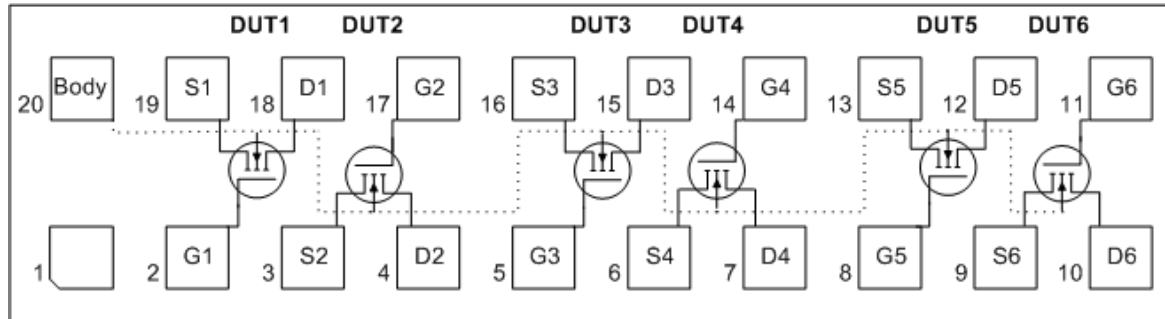 DUT1 DUT2 DUT3 DUT4 DUT5 DUT6
Body S1 D1 G2 S3 D3 G4 S5 D5 G6
20 19 18 17 16 15 14 13 12 11
G1 S2 D2 G3 S4 D4 G5 S6 D6
1 2 3 4 5 6 7 8 9 10